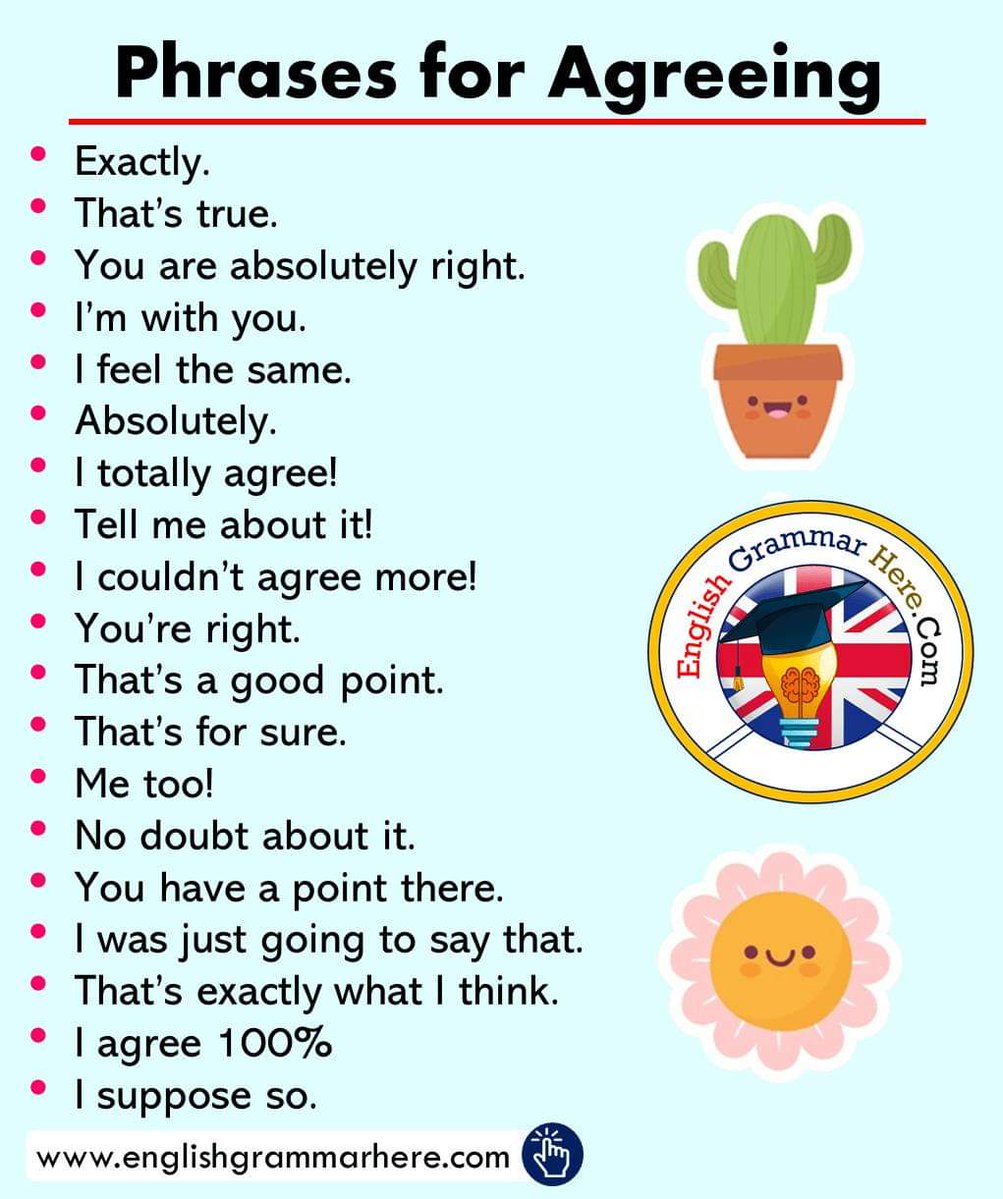 Phrases for Agreeing
Exactly.
That's true.
You are absolutely right.
I'm with you.
I feel the same.
Absolutely.
I totally agree!
Tell me about it!
I couldn't agree more!
You're right.
That's a good point.
That's for sure.
Me too!
No doubt about it.
You have a point there.
I was just going to say that.
That's exactly what I think.
I agree 100%
I suppose so.
English Grammar Here.Com
www.englishgrammarhere.com